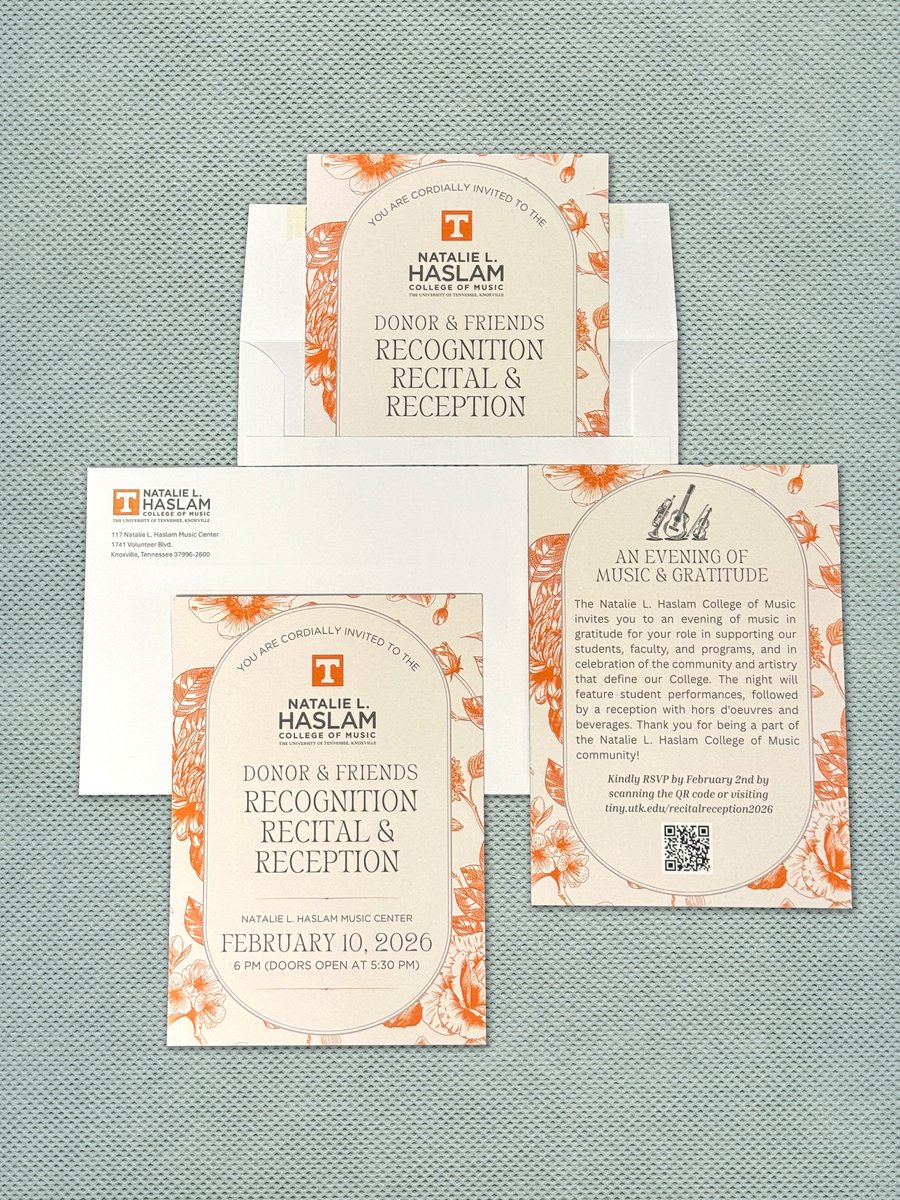 YOU ARE CORDIALLY INVITED TO THE
T
NATALIE L.
HASLAM
COLLEGE OF MUSIC
THE UNIVERSITY OF TENNESSEE, KNOXVILLE
DONOR & FRIENDS
RECOGNITION
RECITAL &
RECEPTION
T
NATALIE L.
HASLAM
COLLEGE OF MUSIC
THE UNIVERSITY OF TENNESSEE, KNOXVILLE
117 Natalie L. Haslam Music Center
1741 Volunteer Blvd.
Knoxville, Tennessee 37996-2600
YOU ARE CORDIALLY INVITED TO THE
T
NATALIE L.
HASLAM
COLLEGE OF MUSIC
THE UNIVERSITY OF TENNESSEE, KNOXVILLE
DONOR & FRIENDS
RECOGNITION
RECITAL &
RECEPTION
NATALIE L. HASLAM MUSIC CENTER
FEBRUARY 10, 2026
6 PM (DOORS OPEN AT 5:30 PM)
AN EVENING OF
MUSIC & GRATITUDE
The Natalie L. Haslam College of Music
invites you to an evening of music in
gratitude for your role in supporting our
students, faculty, and programs, and in
celebration of the community and artistry
that define our College. The night will
feature student performances, followed
by a reception with hors d'oeuvres and
beverages. Thank you for being a part of
the Natalie L. Haslam College of Music
community!
Kindly RSVP by February 2nd by
scanning the QR code or visiting
tiny.utk.edu/recitalreception2026